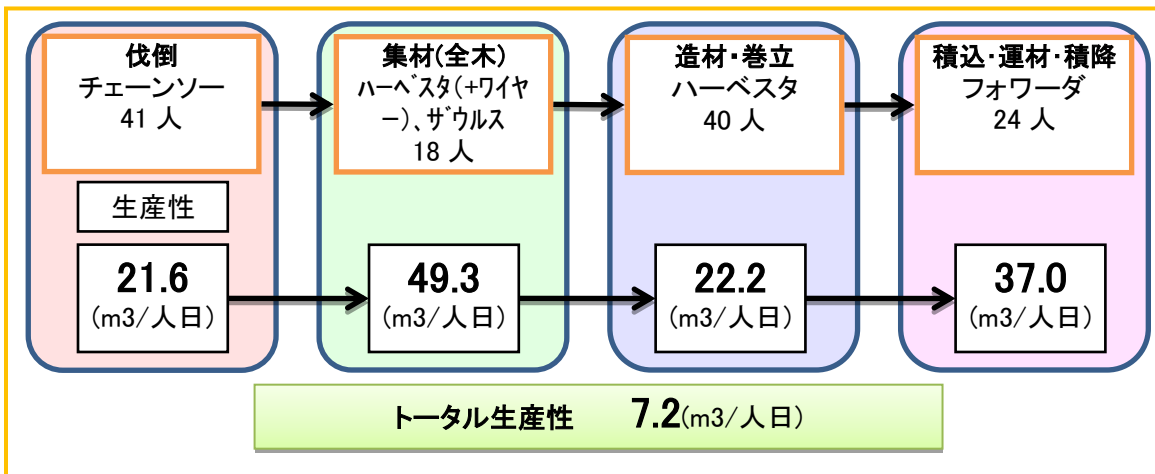 伐倒
チェーンソー
41 人
集材(全木)
ﾊｰﾍﾞｽﾀ(+ワイヤ
ー)、ｻﾞｳﾙｽ
18 人
造材・巻立
ハーベスタ
40 人
積込・運材・積降
フォワーダ
24 人
生産性
21.6
(m3/人日)
49.3
(m3/人日)
22.2
(m3/人日)
37.0
(m3/人日)
トータル生産性 7.2(m3/人日)